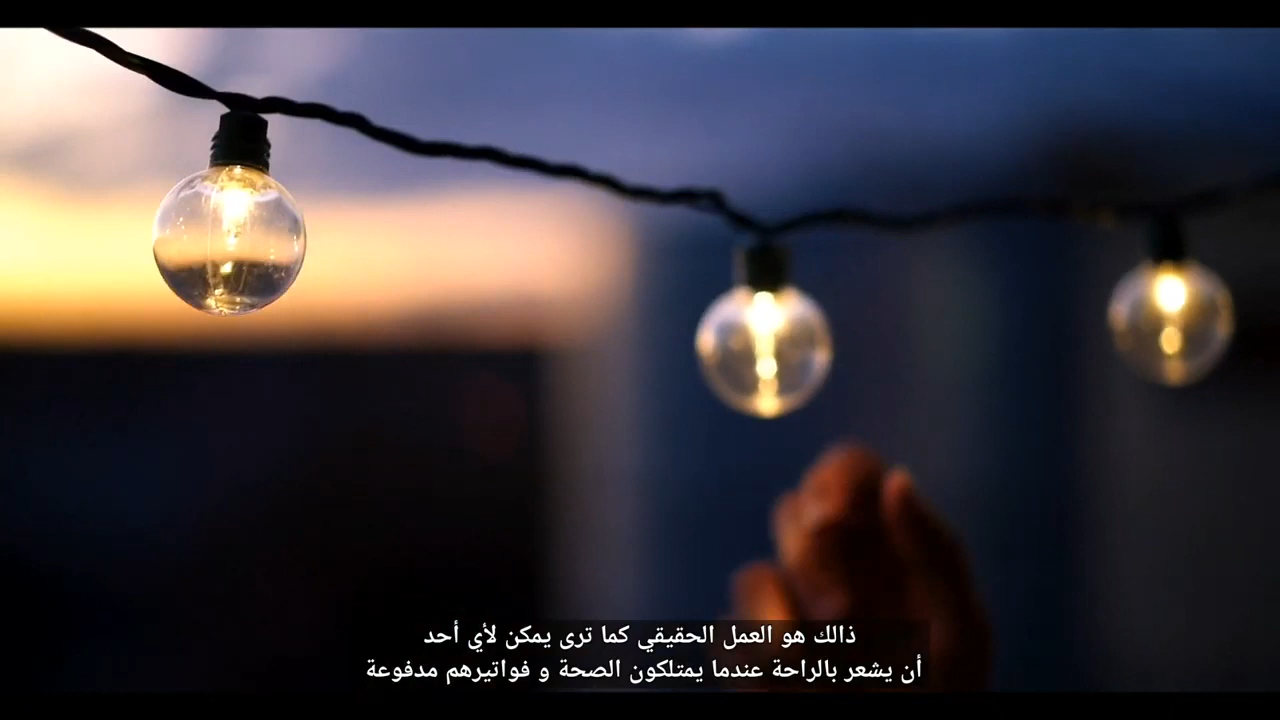 ذالك هو العمل الحقيقي كما ترى يمكن لأي أحد
أن يشعر بالراحة عندما يمتلكون الصحة و فواتيرهم مدفوعة